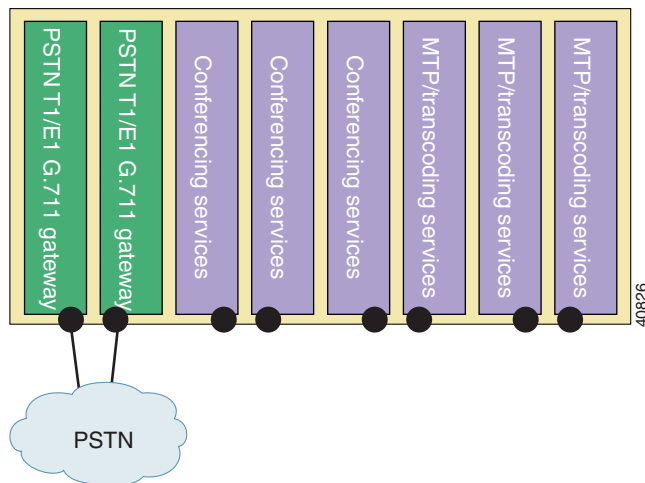 PSTN T1/E1 G.711 gateway
PSTN T1/E1 G.711 gateway
Conferencing services
Conferencing services
Conferencing services
MTP/transcoding services
MTP/transcoding services
MTP/transcoding services
40826
PSTN